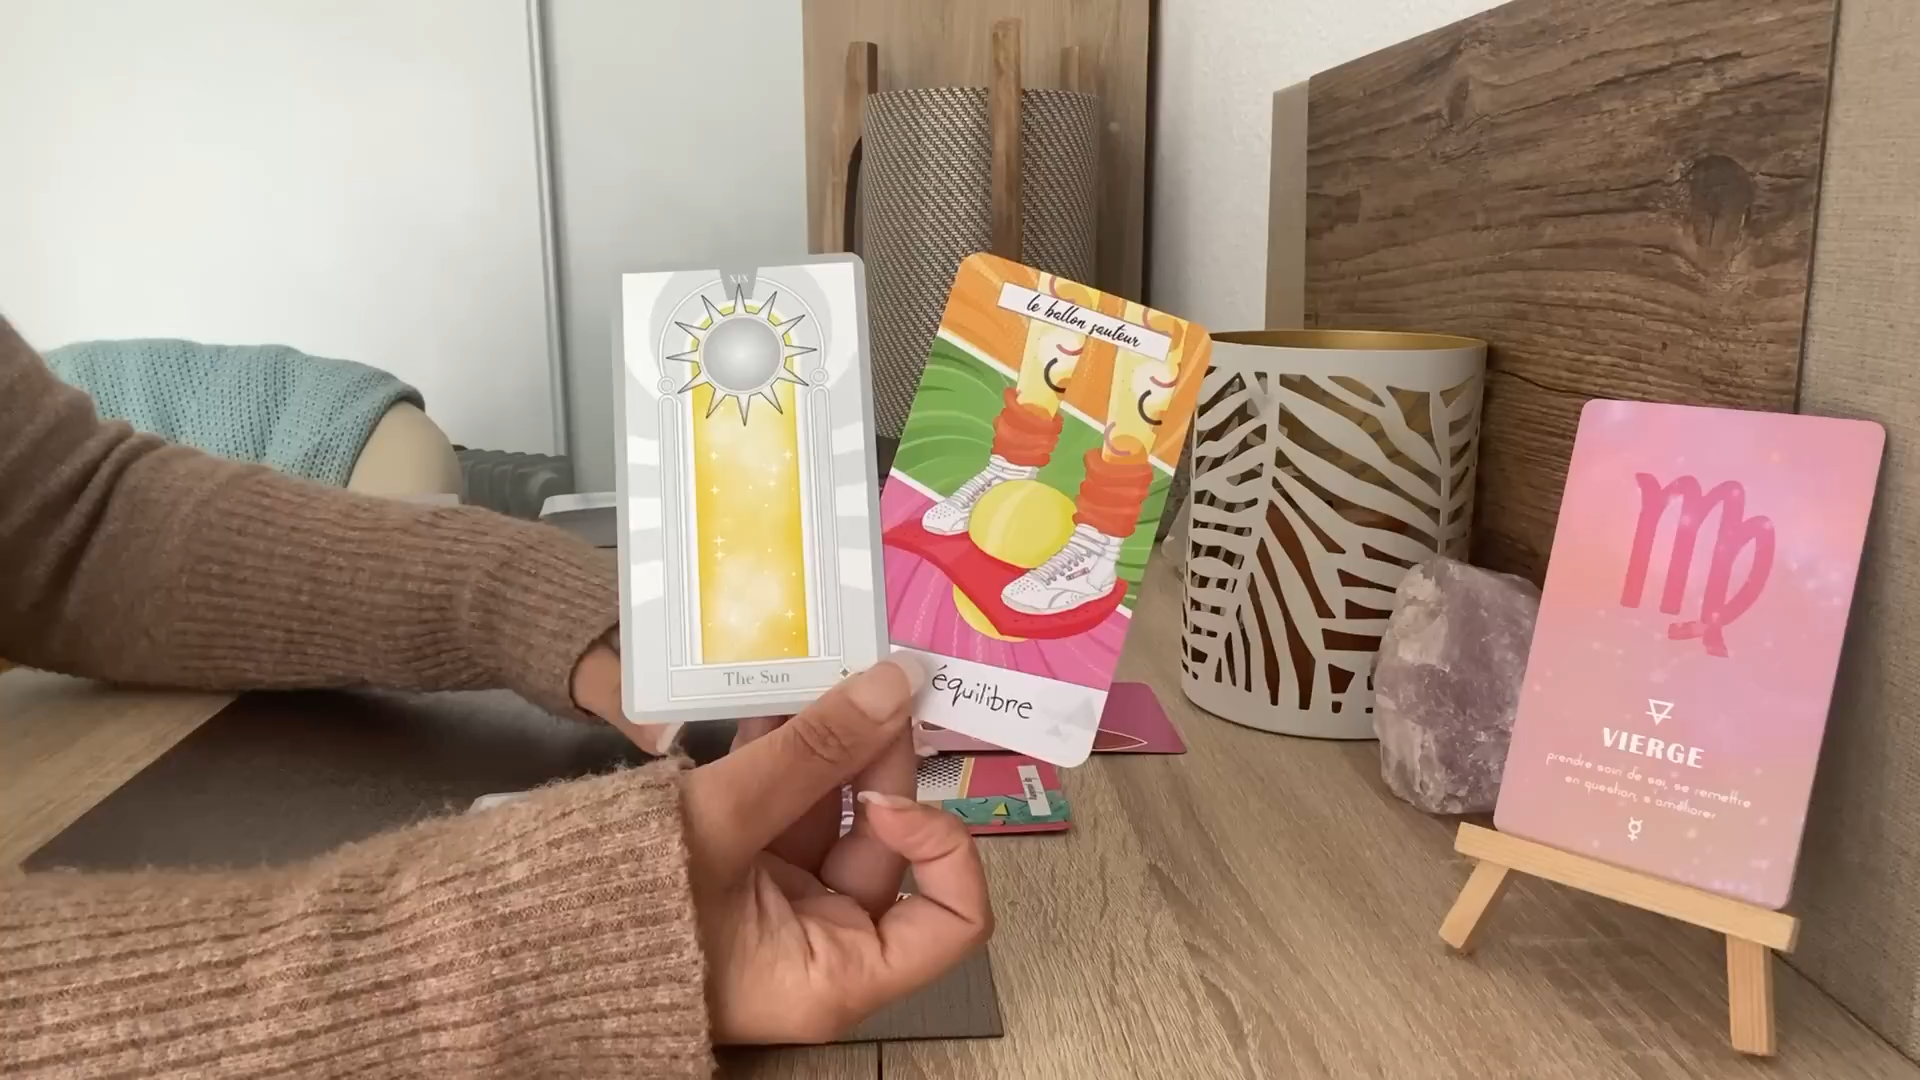 XIX
The Sun
le ballon sauteur
équilibre
VIERGE
prendre soin de soi, se remettre
en question, s'améliorer